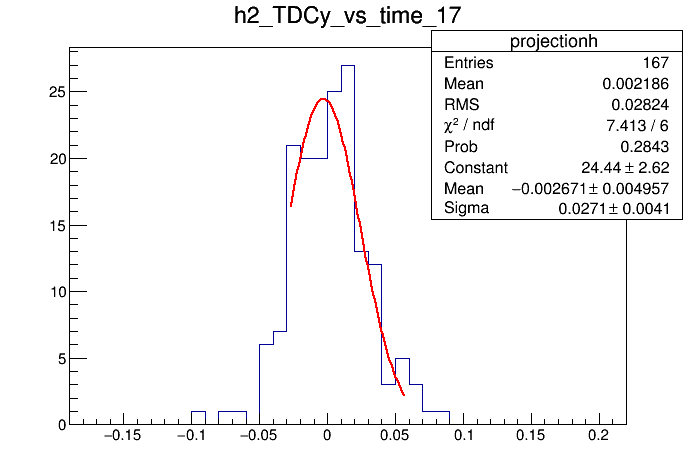 h2_TDCy_vs_time_17
projectionh
Entries 167
Mean 0.002186
RMS 0.02824
χ² / ndf 7.413 / 6
Prob 0.2843
Constant 24.44 ± 2.62
Mean −0.002671 ± 0.004957
Sigma 0.0271 ± 0.0041
25
20
15
10
5
0
−0.15 −0.1 −0.05 0 0.05 0.1 0.15 0.2